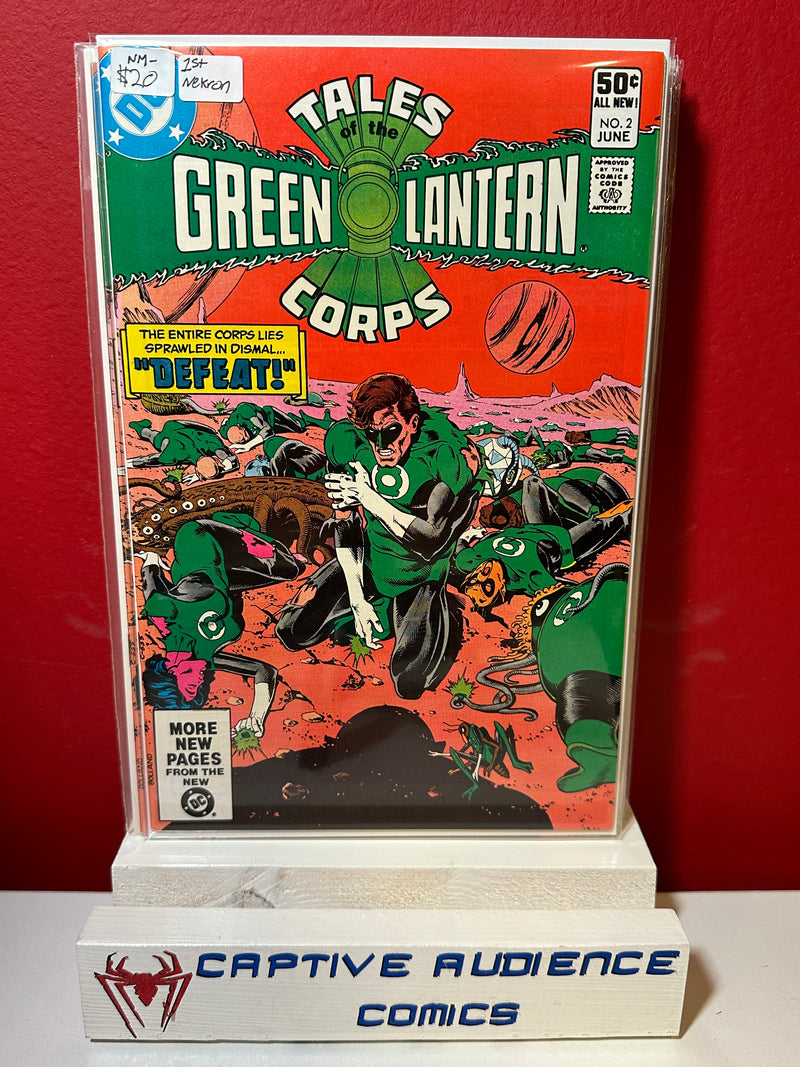 NM-
$20
1st
Nekron
DC
TALES
of the
GREEN LANTERN
CORPS
50¢
ALL NEW!
NO. 2
JUNE
APPROVED
BY THE
COMICS
CODE
AUTHORITY
THE ENTIRE CORPS LIES
SPRAWLED IN DISMAL...
"DEFEAT!"
MORE
NEW
PAGES
FROM THE
NEW
DC
BOLLAND
BOLLAND
CAPTIVE AUDIENCE
COMICS